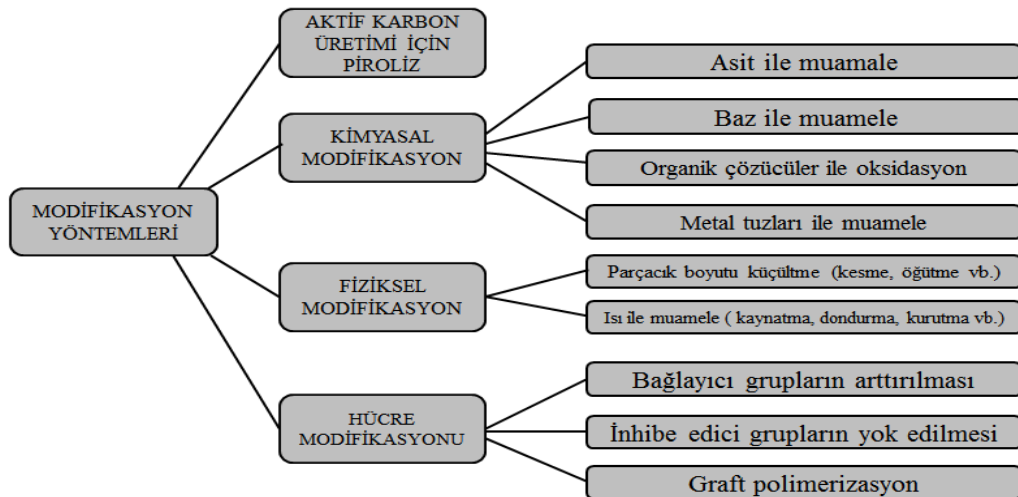 MODİFİKASYON
YÖNTEMLERİ
AKTİF KARBON
ÜRETİMİ İÇİN
PİROLİZ
KİMYASAL
MODİFİKASYON
Asit ile muamale
Baz ile muamele
Organik çözücüler ile oksidasyon
Metal tuzları ile muamele
FİZİKSEL
MODİFİKASYON
Parçacık boyutu küçültme (kesme, öğütme vb.)
Isı ile muamele ( kaynatma, dondurma, kurutma vb.)
HÜCRE
MODİFİKASYONU
Bağlayıcı grupların arttırılması
İnhibe edici grupların yok edilmesi
Graft polimerizasyon